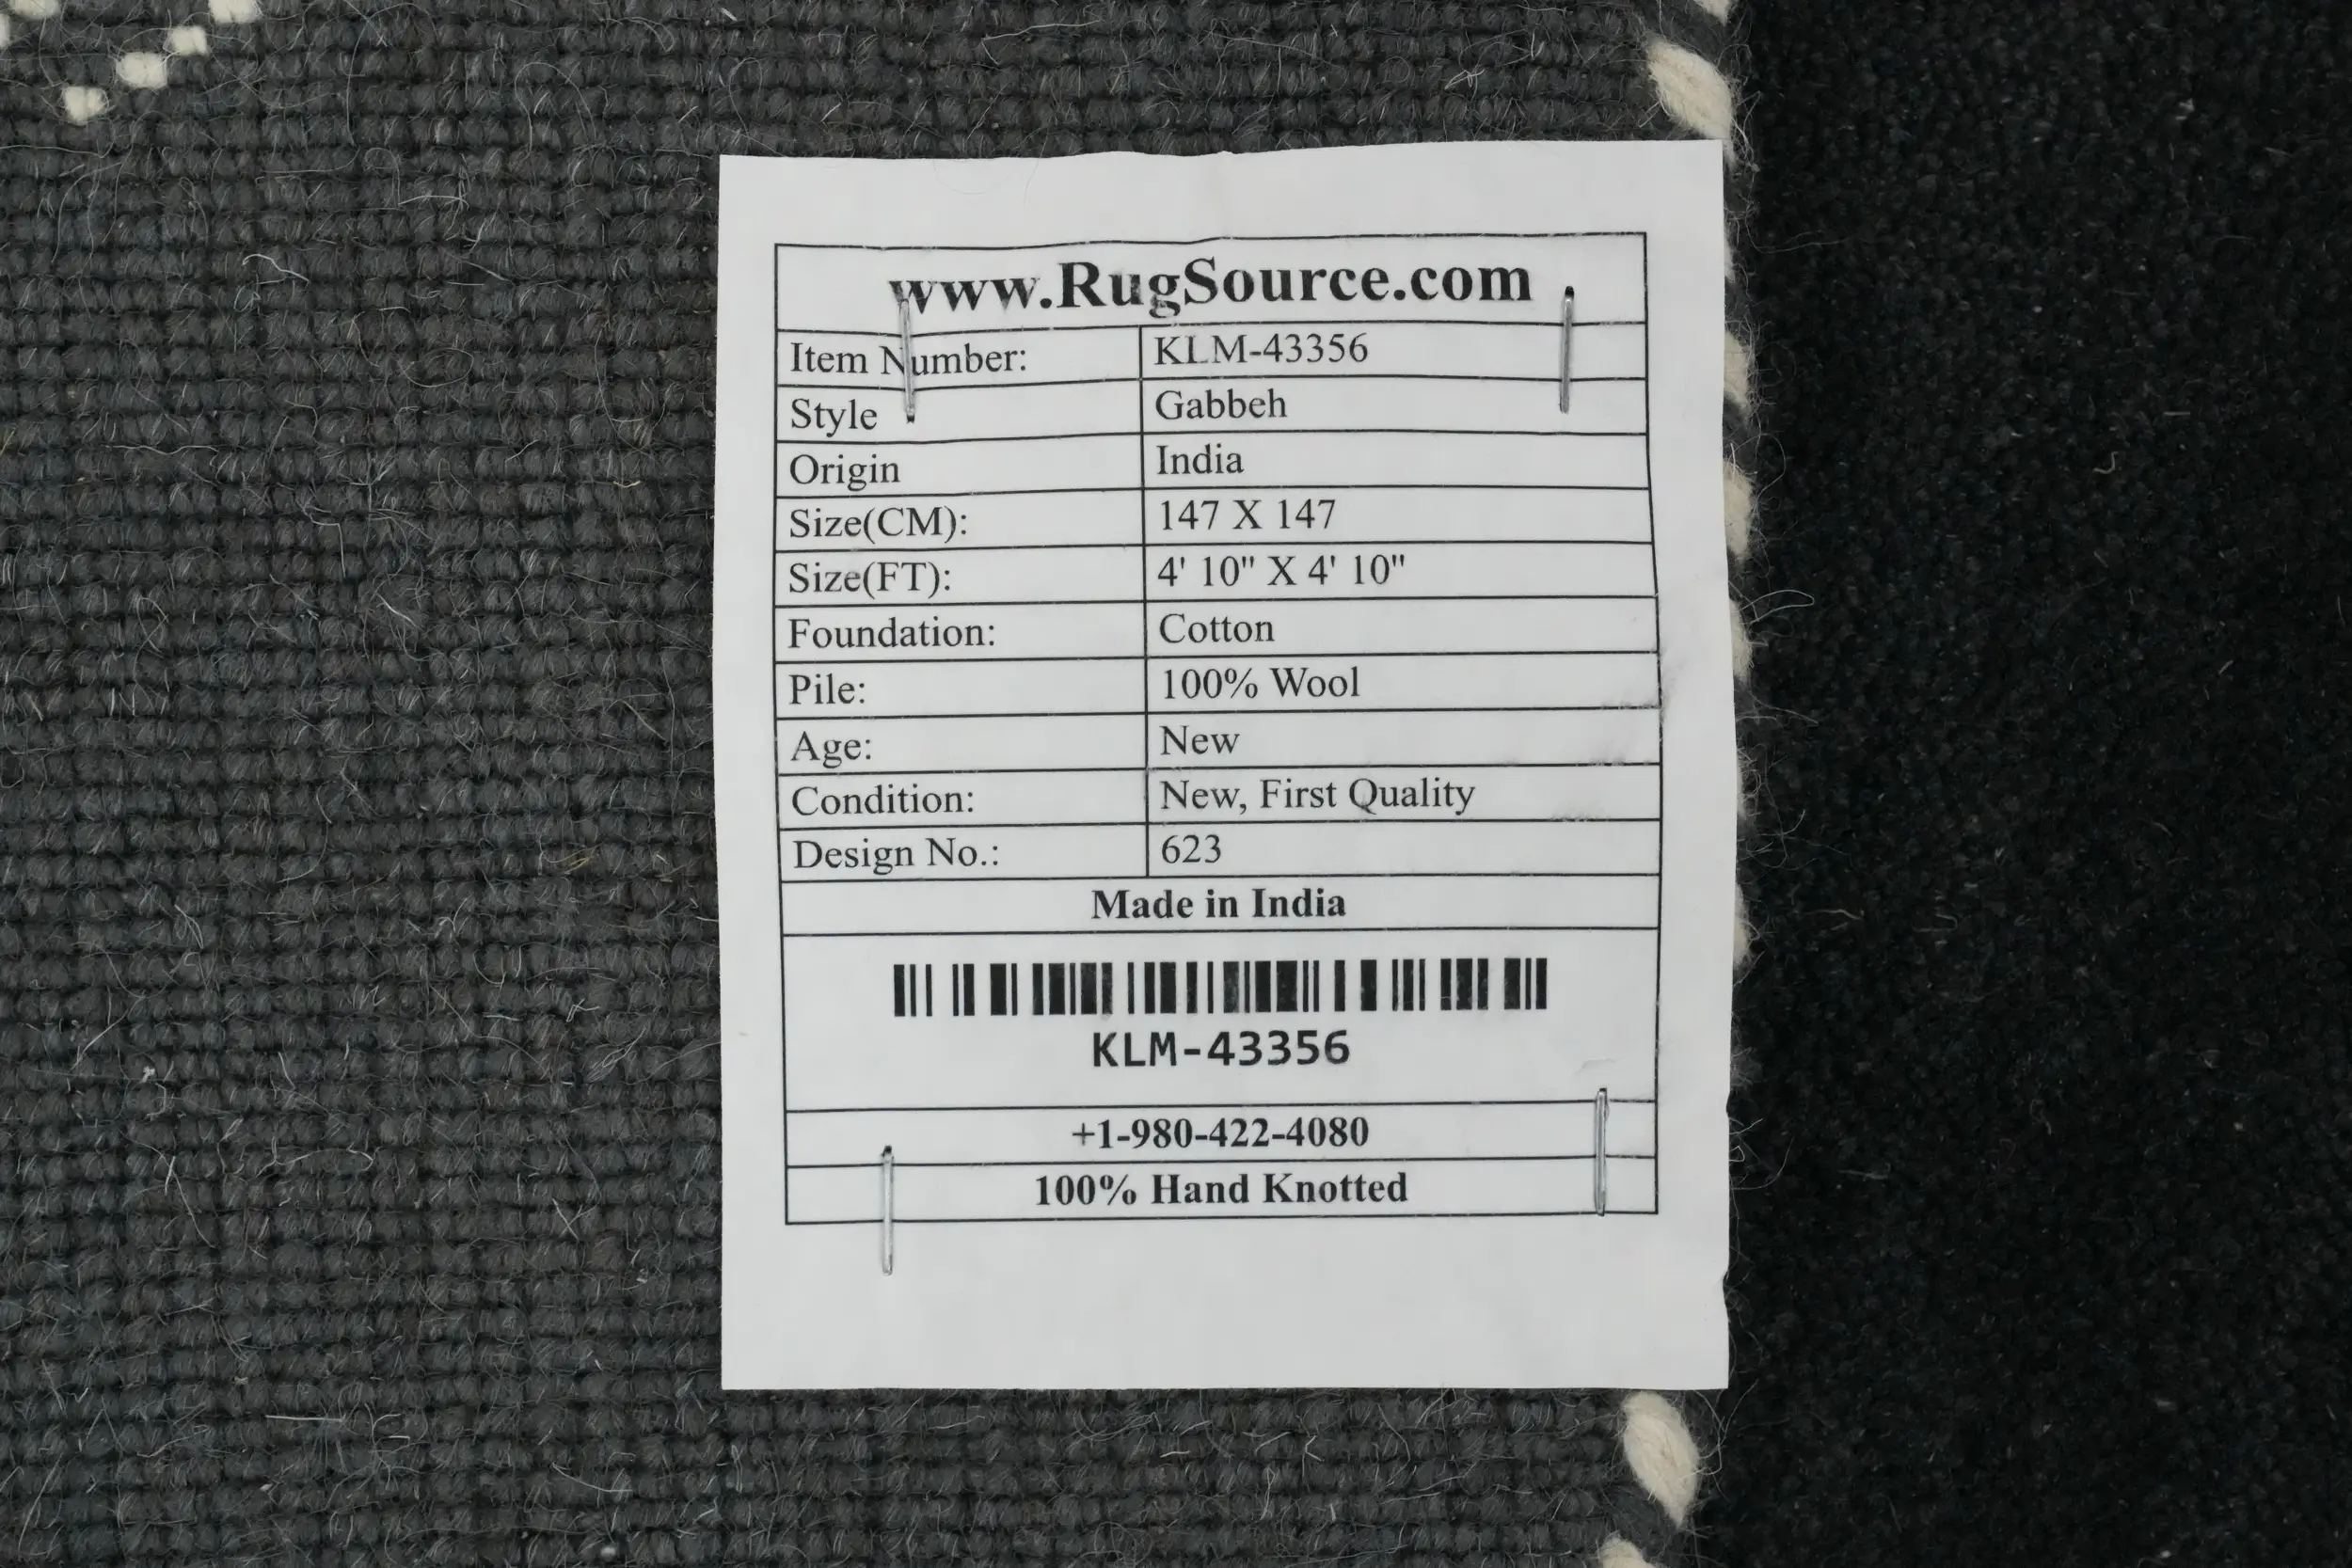 www.RugSource.com
Item Number: KLM-43356
Style Gabbeh
Origin India
Size(CM): 147 X 147
Size(FT): 4' 10" X 4' 10"
Foundation: Cotton
Pile: 100% Wool
Age: New
Condition: New, First Quality
Design No.: 623
Made in India
KLM-43356
+1-980-422-4080
100% Hand Knotted